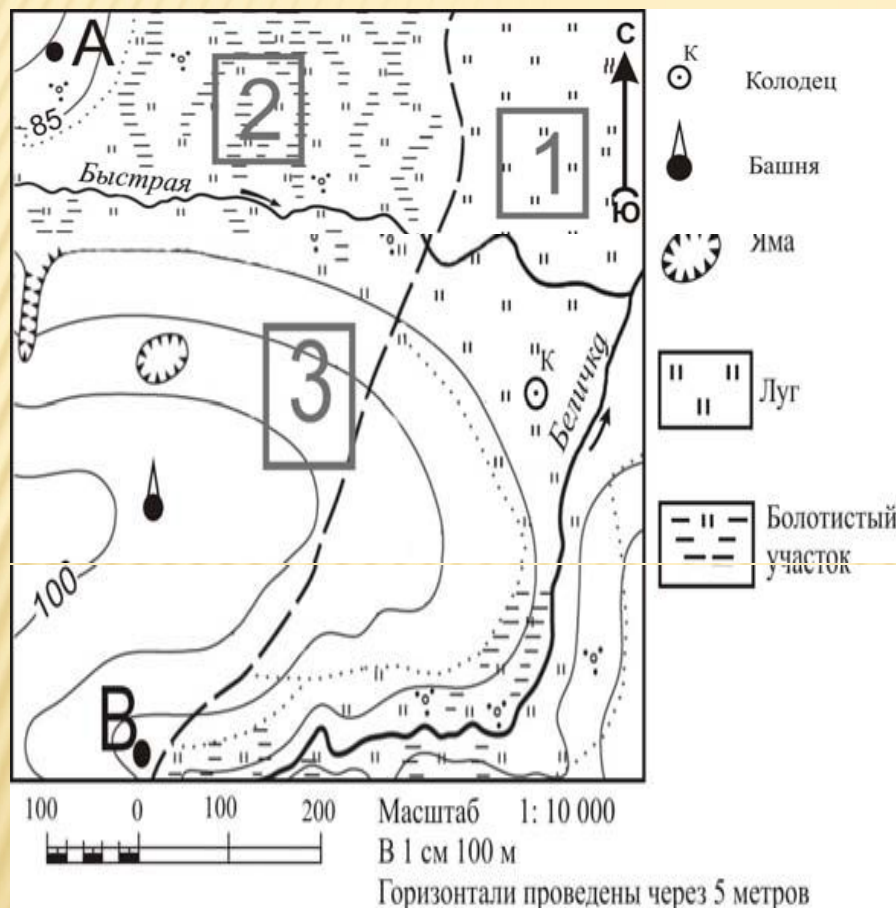 А
С
К
Колодец
85
2
1
Башня
Быстрая
Ю
Яма
3
К
Беличка
Луг
Болотистый
участок
100
В
100 0 100 200
Масштаб 1: 10 000
В 1 см 100 м
Горизонтали проведены через 5 метров